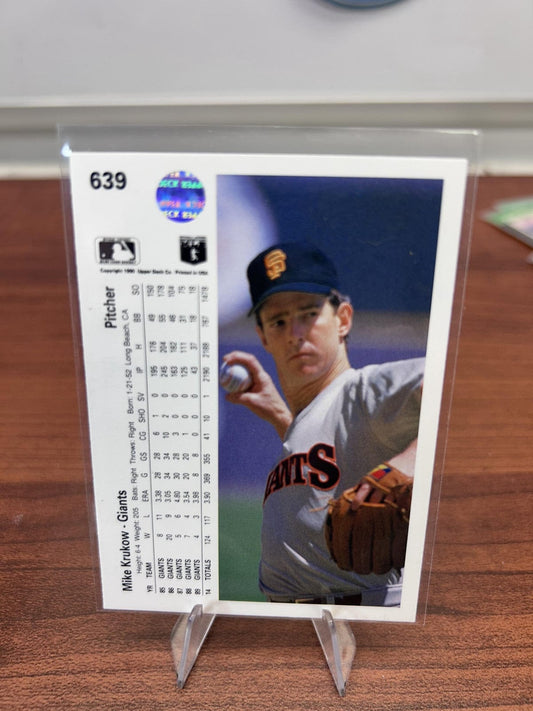 639
UPPER DECK
Copyright 1990 Upper Deck Co. Printed in USA
Mike Krukow · Giants Pitcher
Height: 6-4 Weight: 205 Bats: Right Throws: Right Born: 1-21-52 Long Beach, CA
YR TEAM W L ERA G GS CG SHO SV IP H BB SO
85 GIANTS 8 11 3.38 28 28 6 1 0 195 176 49 150
86 GIANTS 20 9 3.05 34 34 10 2 0 245 204 55 178
87 GIANTS 5 6 4.80 30 28 3 0 0 163 182 46 104
88 GIANTS 7 4 3.54 20 20 1 0 0 125 111 31 75
89 GIANTS 4 3 3.98 8 8 0 0 0 43 37 18 18
14 TOTALS 124 117 3.90 369 355 41 10 1 2190 2188 767 1478
SF
IANTS